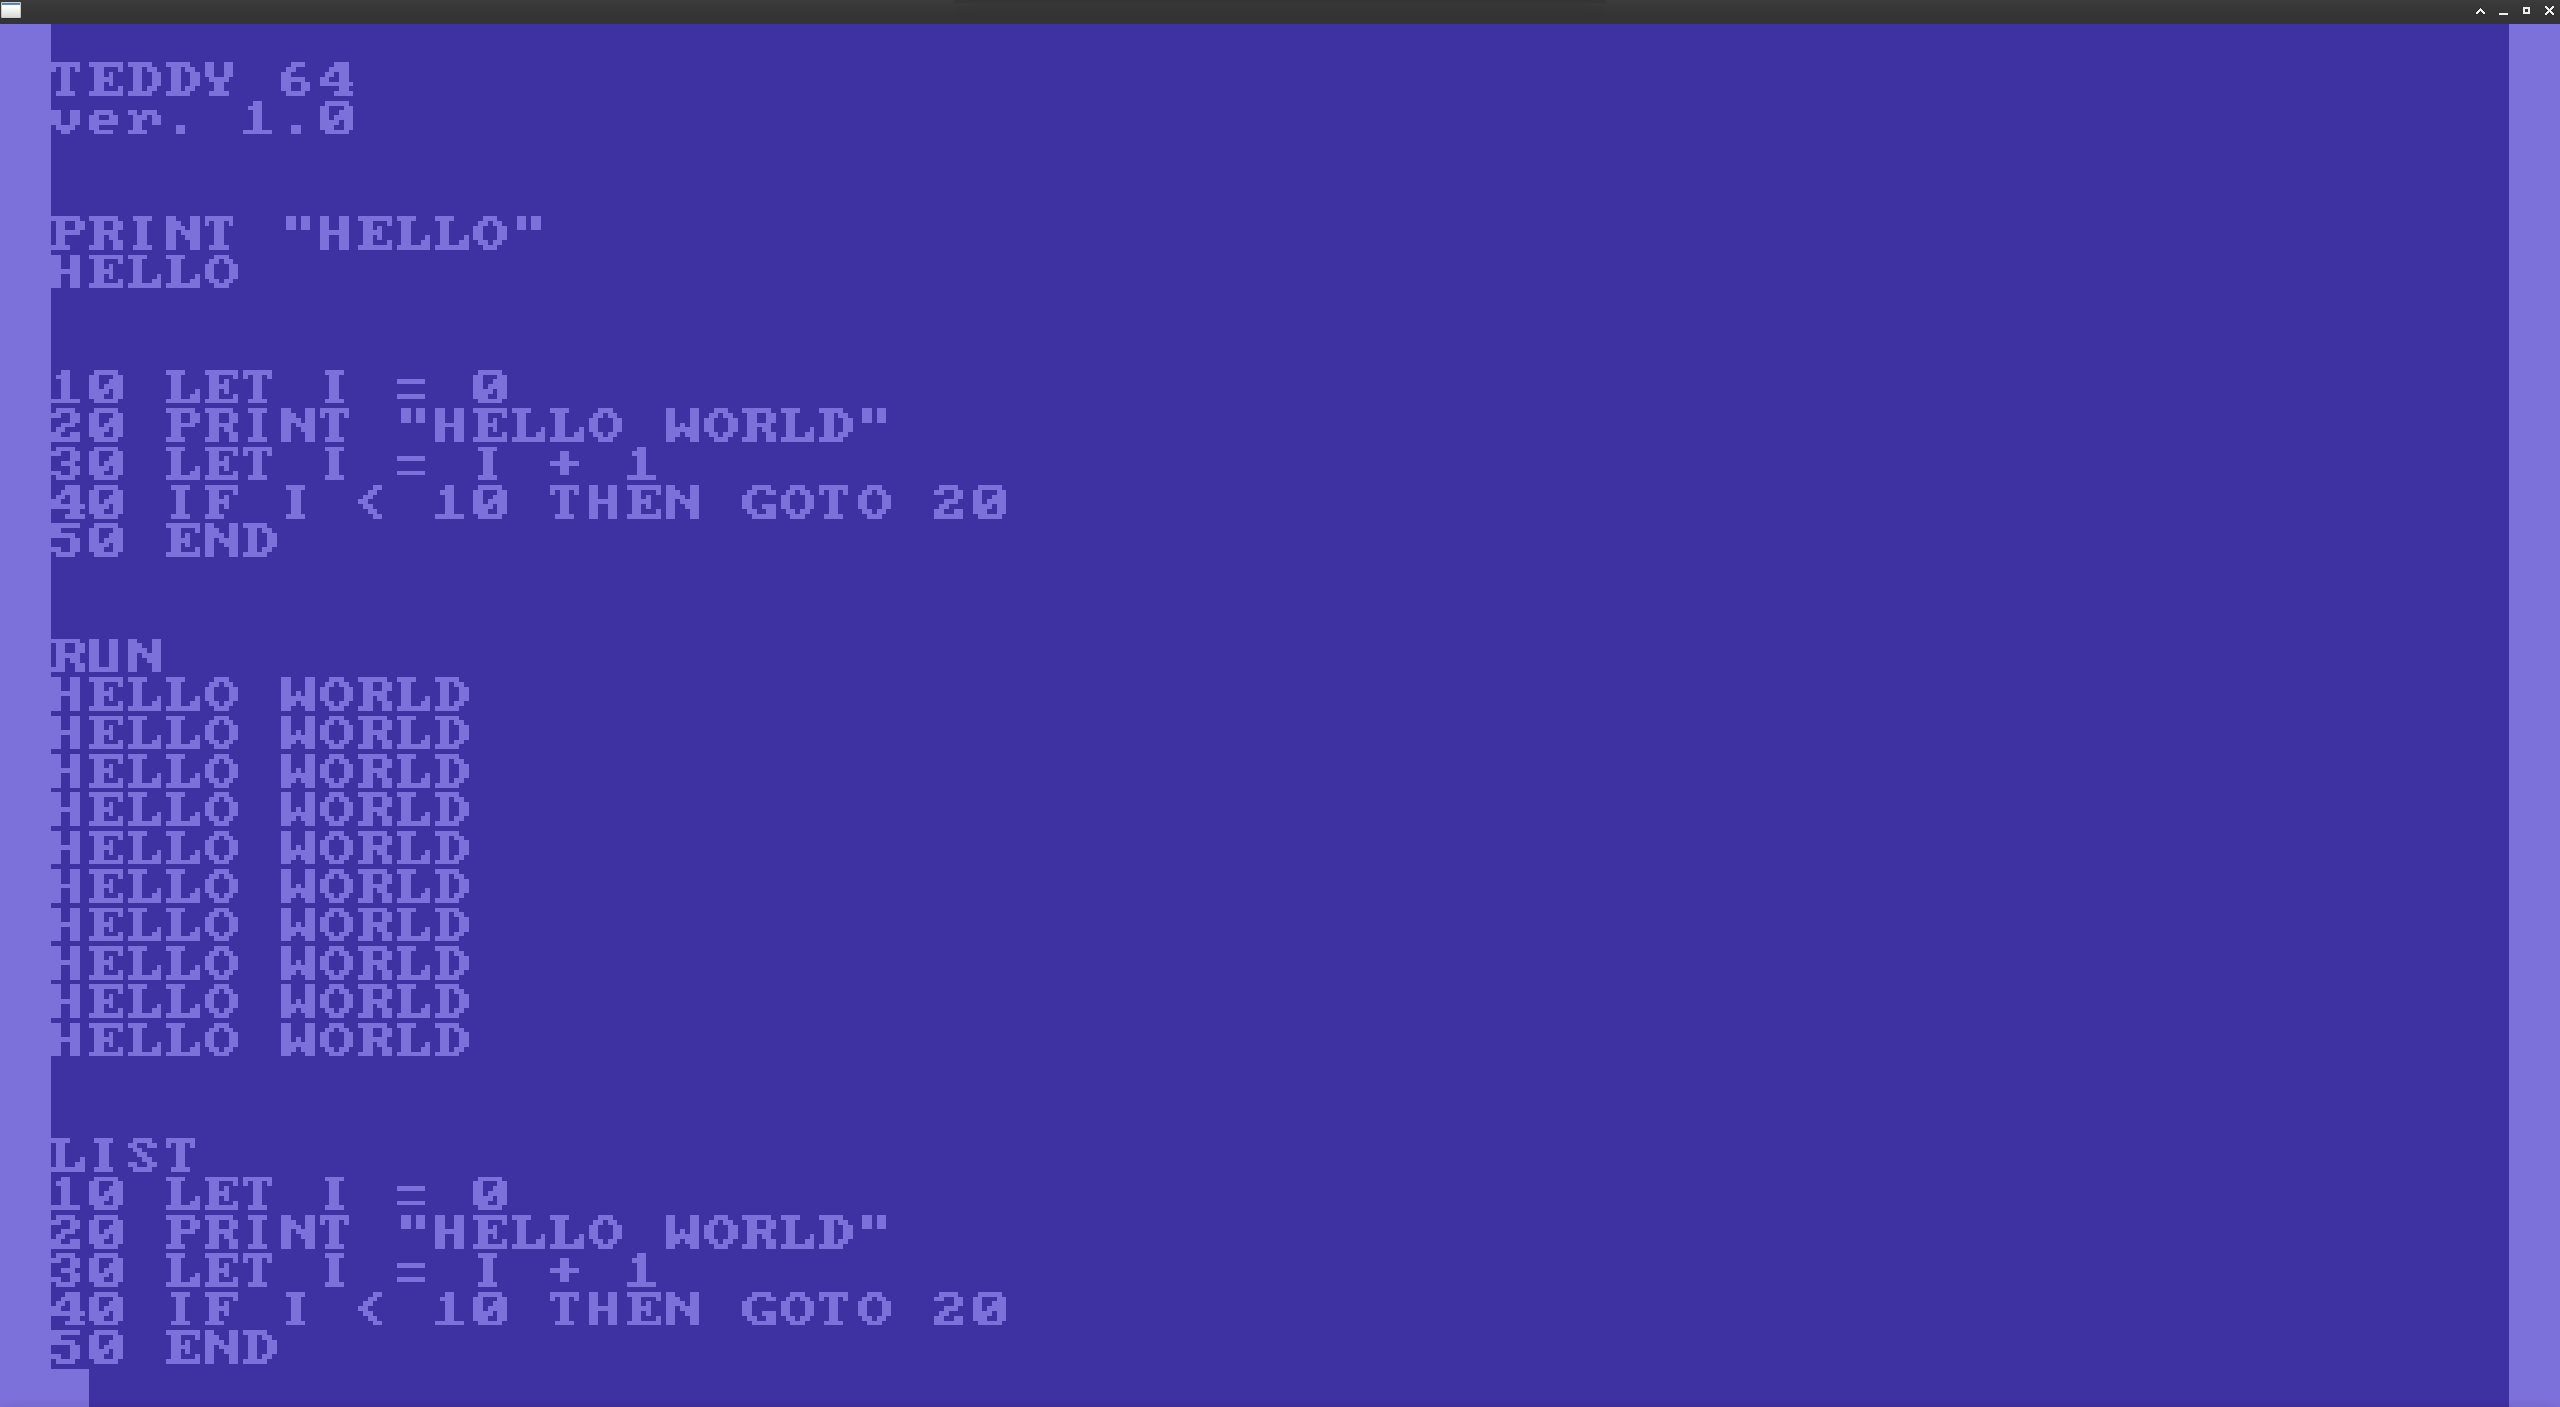 TEDDY 64
ver. 1.0
PRINT "HELLO"
HELLO
10 LET I = 0
20 PRINT "HELLO WORLD"
30 LET I = I + 1
40 IF I < 10 THEN GOTO 20
50 END
RUN
HELLO WORLD
HELLO WORLD
HELLO WORLD
HELLO WORLD
HELLO WORLD
HELLO WORLD
HELLO WORLD
HELLO WORLD
HELLO WORLD
HELLO WORLD
LIST
10 LET I = 0
20 PRINT "HELLO WORLD"
30 LET I = I + 1
40 IF I < 10 THEN GOTO 20
50 END